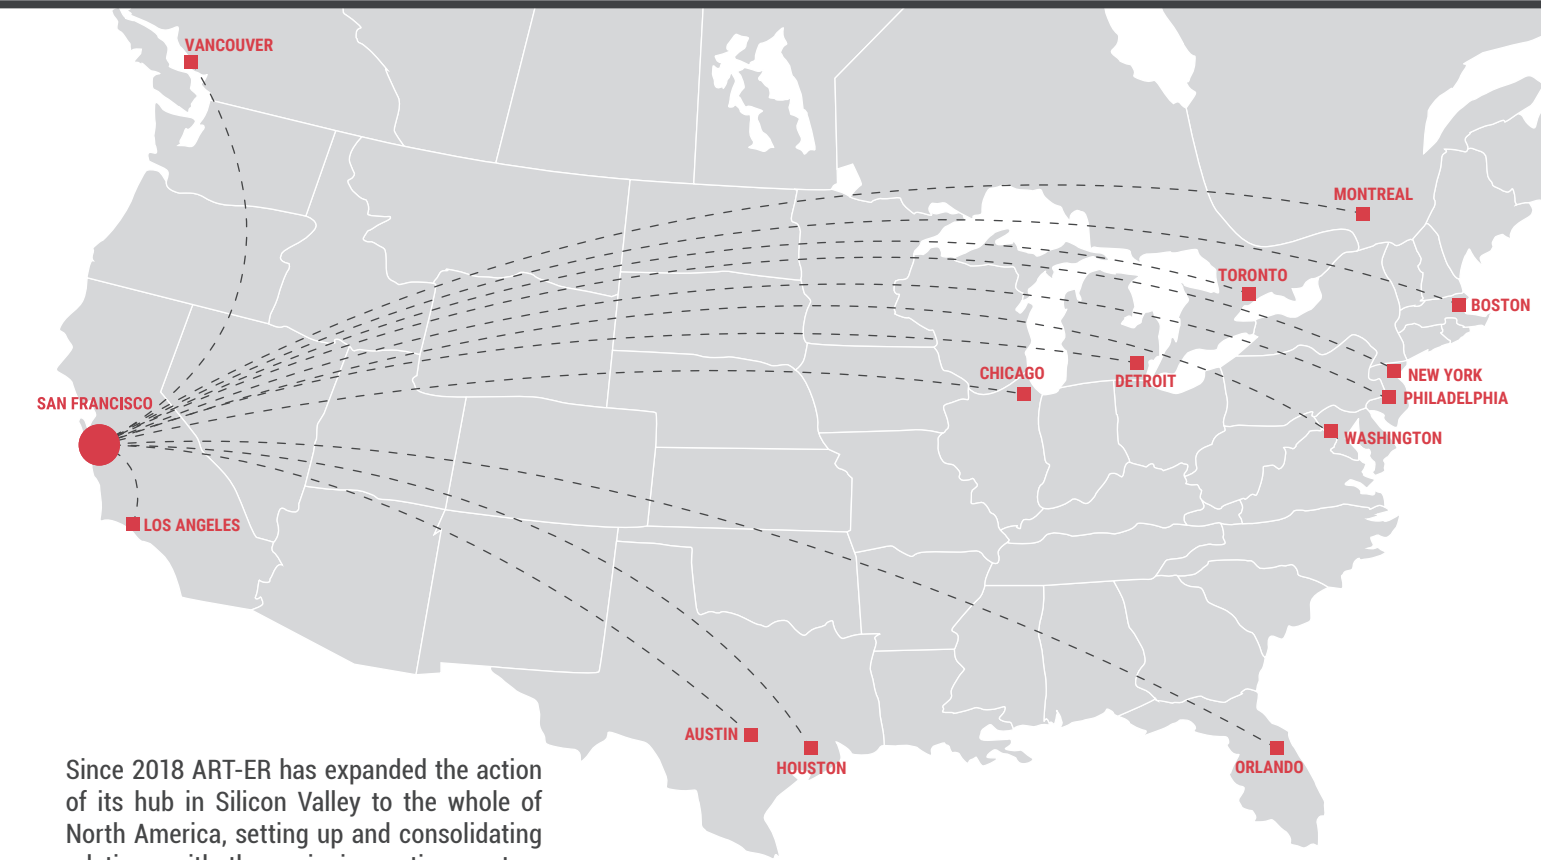 VANCOUVER
MONTREAL
TORONTO
BOSTON
CHICAGO
DETROIT
NEW YORK
PHILADELPHIA
SAN FRANCISCO
WASHINGTON
LOS ANGELES
AUSTIN
HOUSTON
ORLANDO
Since 2018 ART-ER has expanded the action
of its hub in Silicon Valley to the whole of
North America, setting up and consolidating